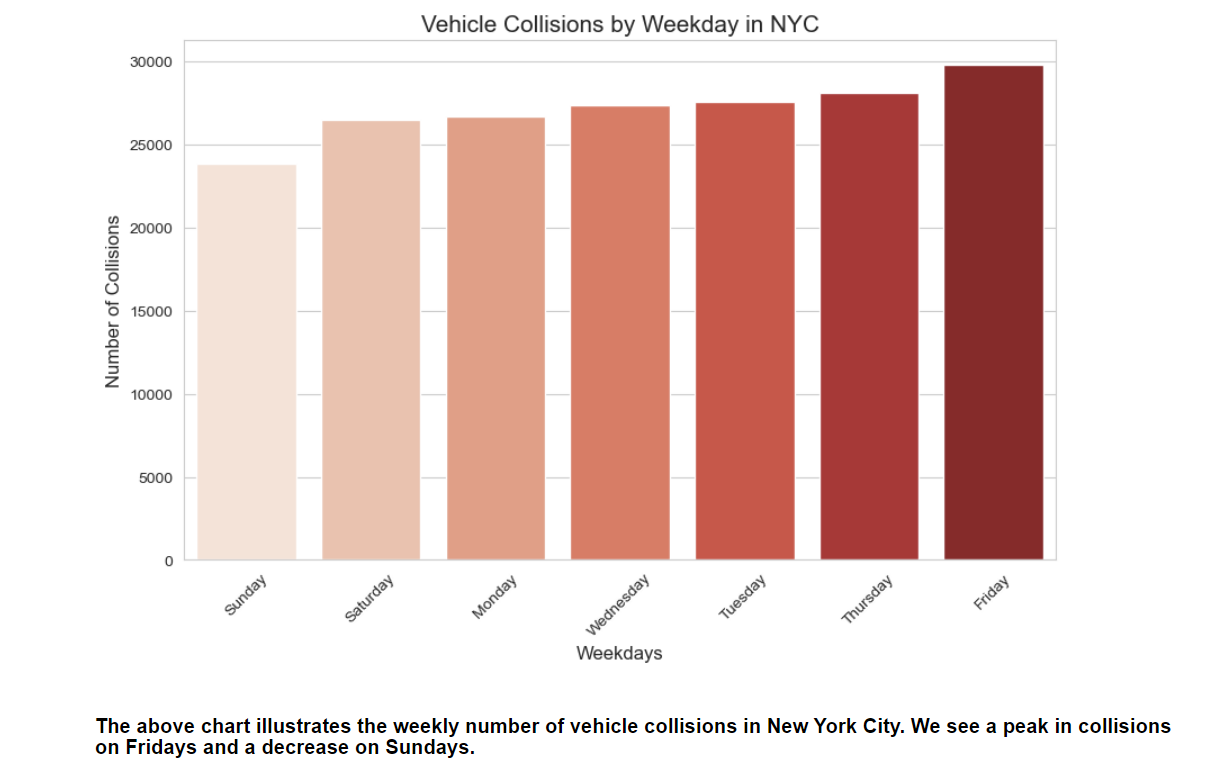 Vehicle Collisions by Weekday in NYC
30000
25000
20000
15000
10000
5000
0
Number of Collisions
Sunday
Saturday
Monday
Wednesday
Tuesday
Thursday
Friday
Weekdays
The above chart illustrates the weekly number of vehicle collisions in New York City. We see a peak in collisions
on Fridays and a decrease on Sundays.